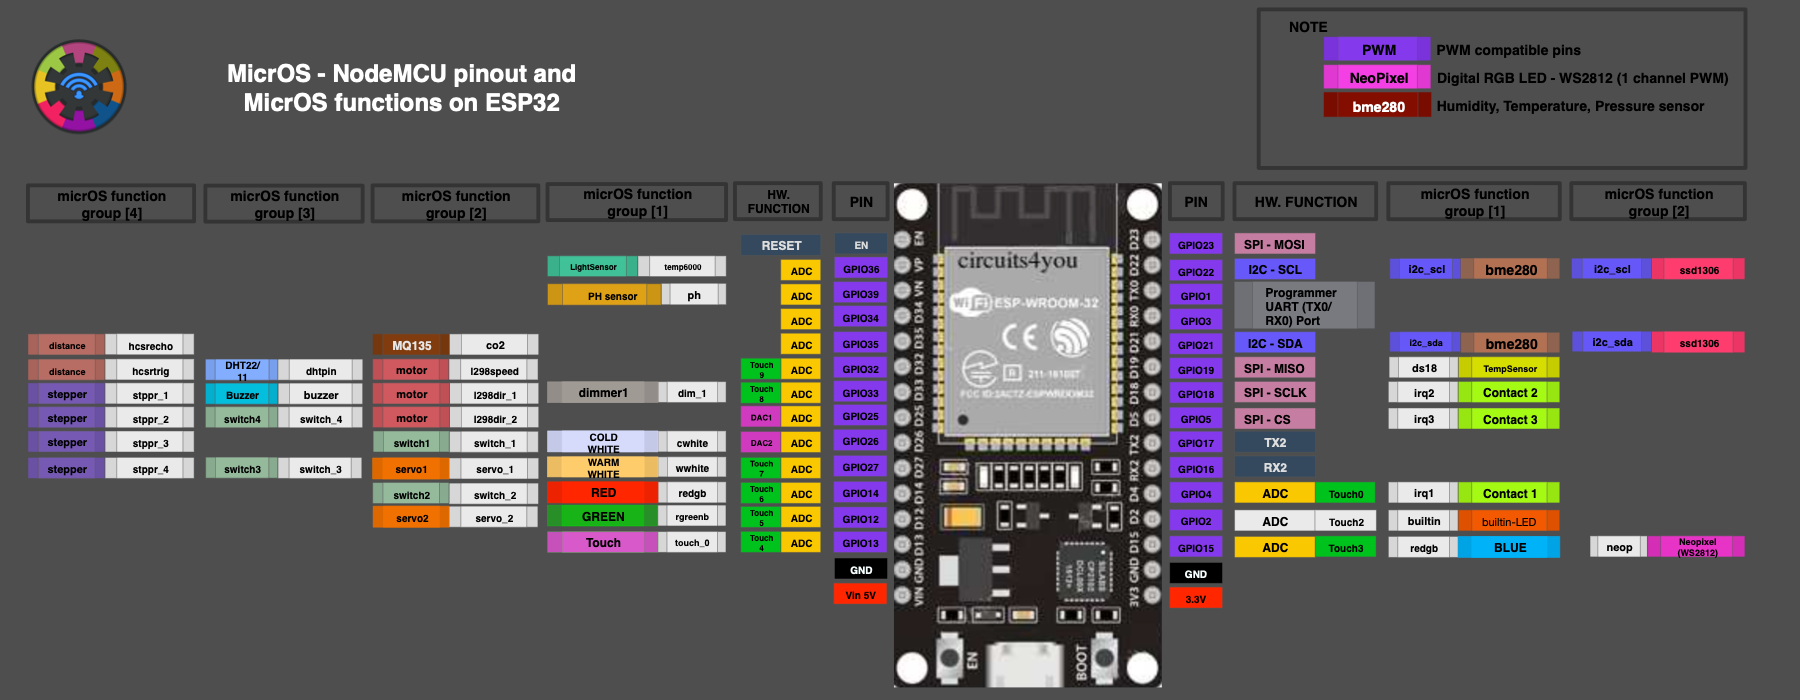 MicrOS - NodeMCU pinout and
MicrOS functions on ESP32
NOTE
PWM PWM compatible pins
NeoPixel Digital RGB LED - WS2812 (1 channel PWM)
bme280 Humidity, Temperature, Pressure sensor
micrOS function
group [4]
micrOS function
group [3]
micrOS function
group [2]
micrOS function
group [1]
HW.
FUNCTION
PIN
PIN
HW. FUNCTION
micrOS function
group [1]
micrOS function
group [2]
RESET EN
LightSensor temp6000 ADC GPIO36
PH sensor ph ADC GPIO39
ADC GPIO34
distance hcsrecho MQ135 co2 ADC GPIO35
distance hcsrtrig DHT22/
11 dhtpin motor l298speed Touch
9 ADC GPIO32
stepper stppr_1 Buzzer buzzer motor l298dir_1 dimmer1 dim_1 Touch
8 ADC GPIO33
stepper stppr_2 switch4 switch_4 motor l298dir_2 DAC1 ADC GPIO25
stepper stppr_3 switch1 switch_1 COLD
WHITE cwhite DAC2 ADC GPIO26
stepper stppr_4 switch3 switch_3 servo1 servo_1 WARM
WHITE wwhite Touch
7 ADC GPIO27
switch2 switch_2 RED redgb Touch
6 ADC GPIO14
servo2 servo_2 GREEN rgreenb Touch
5 ADC GPIO12
Touch touch_0 Touch
4 ADC GPIO13
GND
Vin 5V
EN
VP
VN
D34
D35
D32
D33
D25
D26
D27
D14
D12
D13
GND
VIN
circuits4you
WiFi ESP-WROOM-32
CE
R 211-161007
FCC ID:2AC7Z-ESPWROOM32
SILABS
CP2102
EN
BOOT
D23
D22
TX0
RX0
D21
D19
D18
D5
TX2
RX2
D4
D2
D15
GND
3V3
GPIO23 SPI - MOSI
GPIO22 I2C - SCL i2c_scl bme280 i2c_scl ssd1306
GPIO1 Programmer
UART (TX0/
GPIO3 RX0) Port
GPIO21 I2C - SDA i2c_sda bme280 i2c_sda ssd1306
GPIO19 SPI - MISO ds18 TempSensor
GPIO18 SPI - SCLK irq2 Contact 2
GPIO5 SPI - CS irq3 Contact 3
GPIO17 TX2
GPIO16 RX2
GPIO4 ADC Touch0 irq1 Contact 1
GPIO2 ADC Touch2 builtin builtin-LED
GPIO15 ADC Touch3 redgb BLUE neop Neopixel
(WS2812)
GND
3.3V